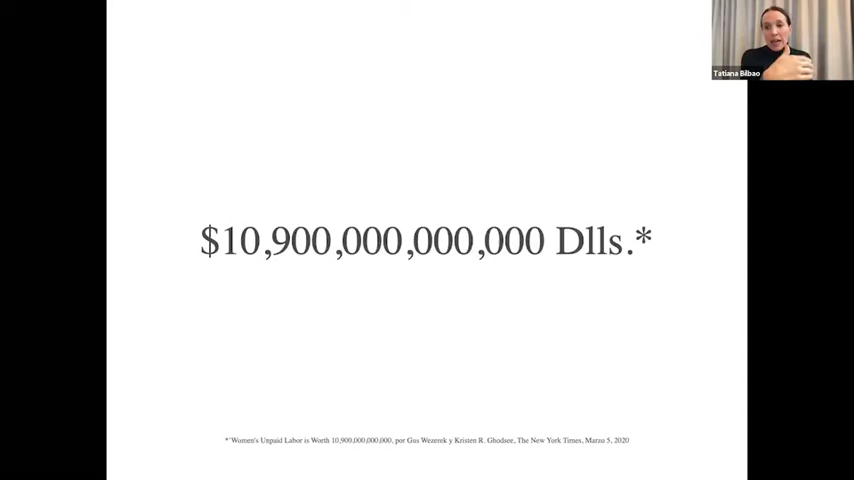 Tatiana Bilbao
$10,900,000,000,000 Dlls.*
*'Women's Unpaid Labor is Worth 10,900,000,000,000, por Gus Wezerek y Kristen R. Ghodsee, The New York Times, Marzo 5, 2020